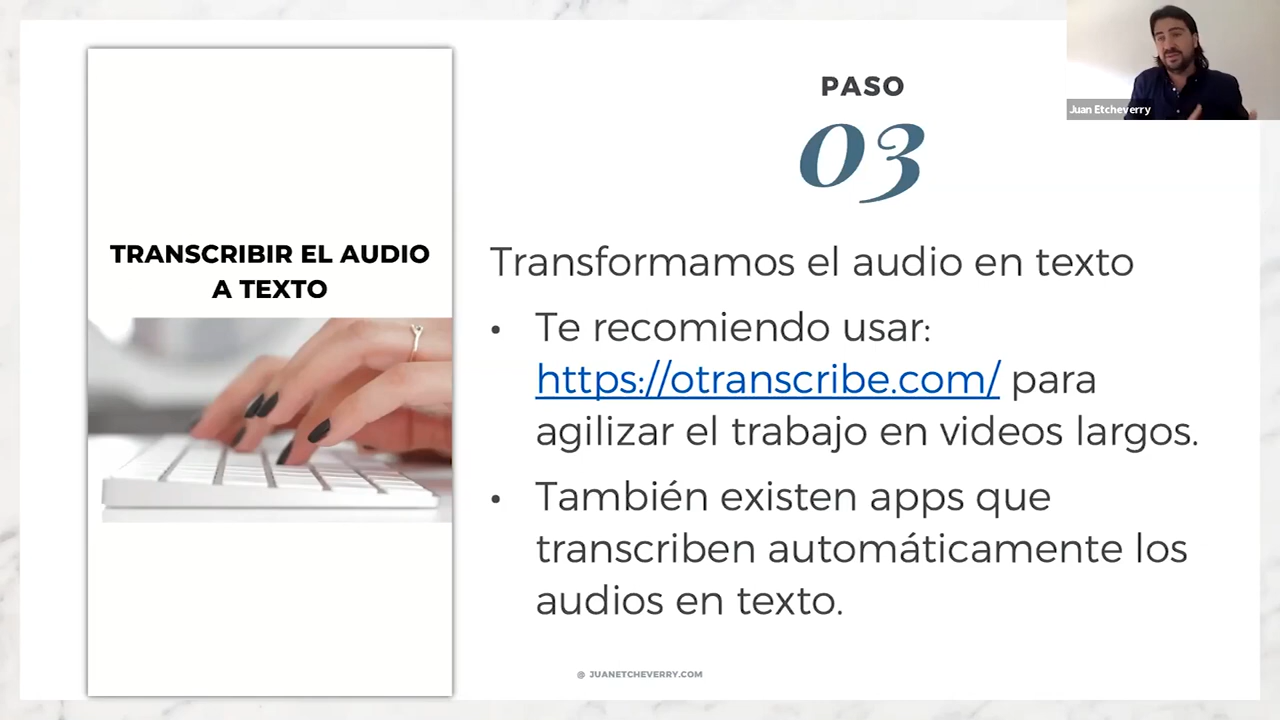 TRANSCRIBIR EL AUDIO
A TEXTO
PASO
03
Transformamos el audio en texto
• Te recomiendo usar:
https://otranscribe.com/ para
agilizar el trabajo en videos largos.
• También existen apps que
transcriben automáticamente los
audios en texto.
@ JUANETCHEVERRY.COM
Juan Etcheverry